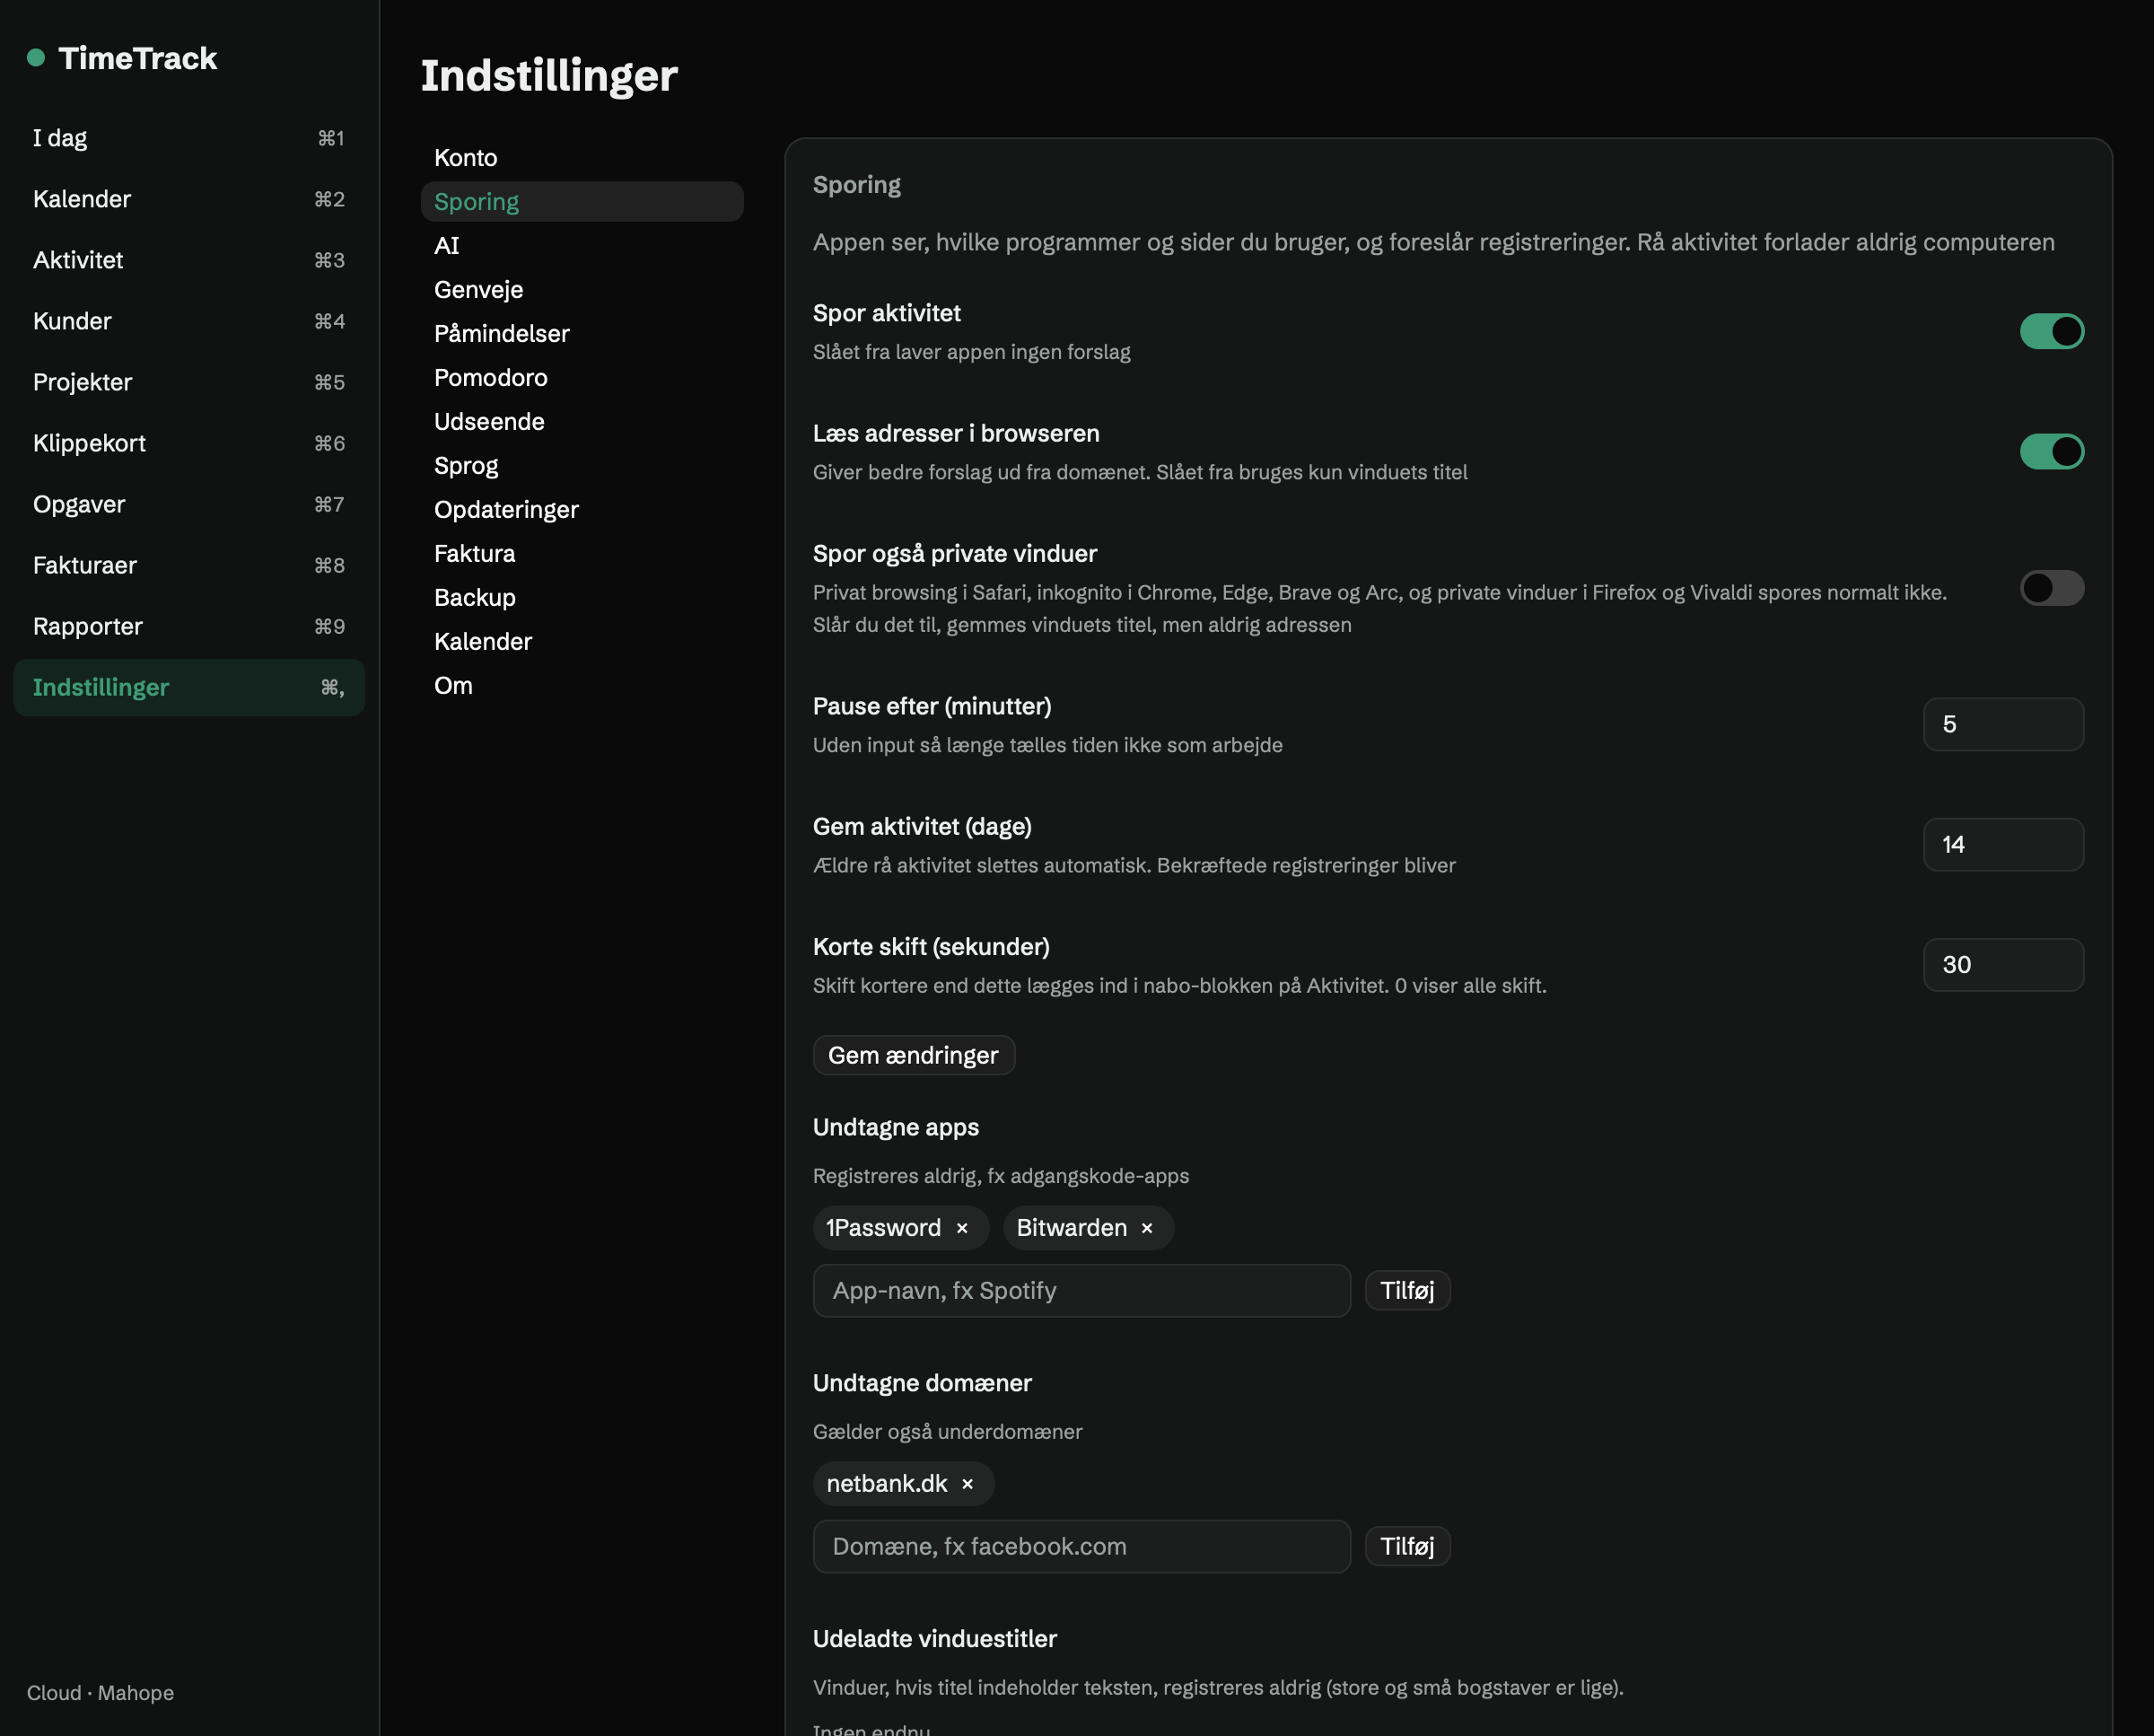 TimeTrack
I dag ⌘1
Kalender ⌘2
Aktivitet ⌘3
Kunder ⌘4
Projekter ⌘5
Klippekort ⌘6
Opgaver ⌘7
Fakturaer ⌘8
Rapporter ⌘9
Indstillinger ⌘,
Cloud · Mahope
Indstillinger
Konto
Sporing
AI
Genveje
Påmindelser
Pomodoro
Udseende
Sprog
Opdateringer
Faktura
Backup
Kalender
Om
Sporing
Appen ser, hvilke programmer og sider du bruger, og foreslår registreringer. Rå aktivitet forlader aldrig computeren
Spor aktivitet
Slået fra laver appen ingen forslag
Læs adresser i browseren
Giver bedre forslag ud fra domænet. Slået fra bruges kun vinduets titel
Spor også private vinduer
Privat browsing i Safari, inkognito i Chrome, Edge, Brave og Arc, og private vinduer i Firefox og Vivaldi spores normalt ikke.
Slår du det til, gemmes vinduets titel, men aldrig adressen
Pause efter (minutter)
5
Uden input så længe tælles tiden ikke som arbejde
Gem aktivitet (dage)
14
Ældre rå aktivitet slettes automatisk. Bekræftede registreringer bliver
Korte skift (sekunder)
30
Skift kortere end dette lægges ind i nabo-blokken på Aktivitet. 0 viser alle skift.
Gem ændringer
Undtagne apps
Registreres aldrig, fx adgangskode-apps
1Password × Bitwarden ×
App-navn, fx Spotify Tilføj
Undtagne domæner
Gælder også underdomæner
netbank.dk ×
Domæne, fx facebook.com Tilføj
Udeladte vinduestitler
Vinduer, hvis titel indeholder teksten, registreres aldrig (store og små bogstaver er lige).
Ingen endnu